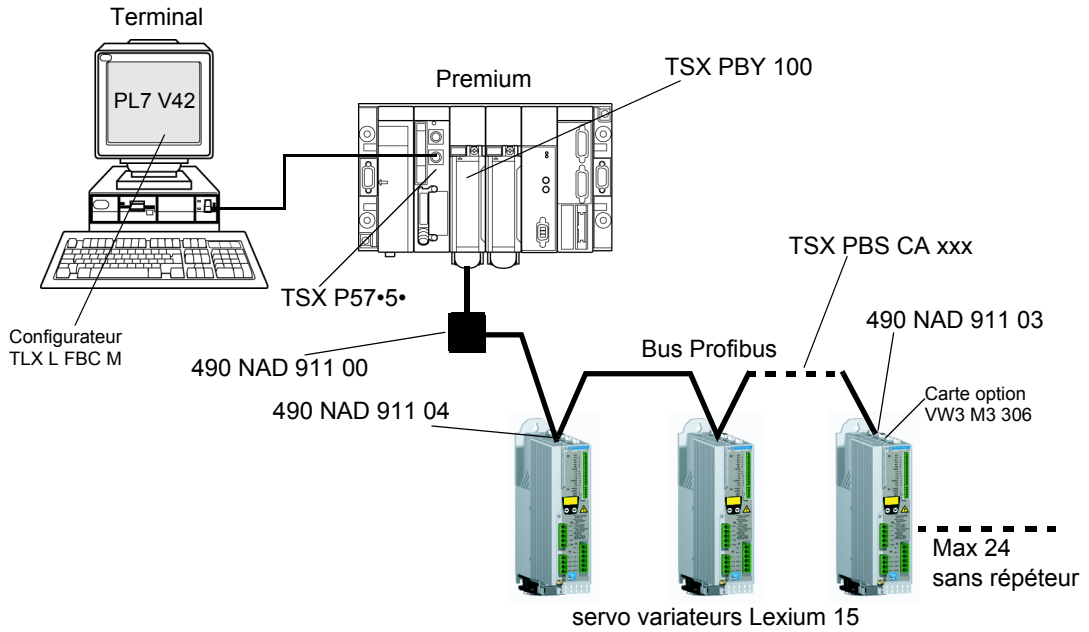 Terminal
PL7 V42
Premium
TSX PBY 100
TSX P57•5•
TSX PBS CA xxx
Configurateur
TLX L FBC M
490 NAD 911 00
Bus Profibus
490 NAD 911 03
490 NAD 911 04
Carte option
VW3 M3 306
Max 24
sans répéteur
servo variateurs Lexium 15